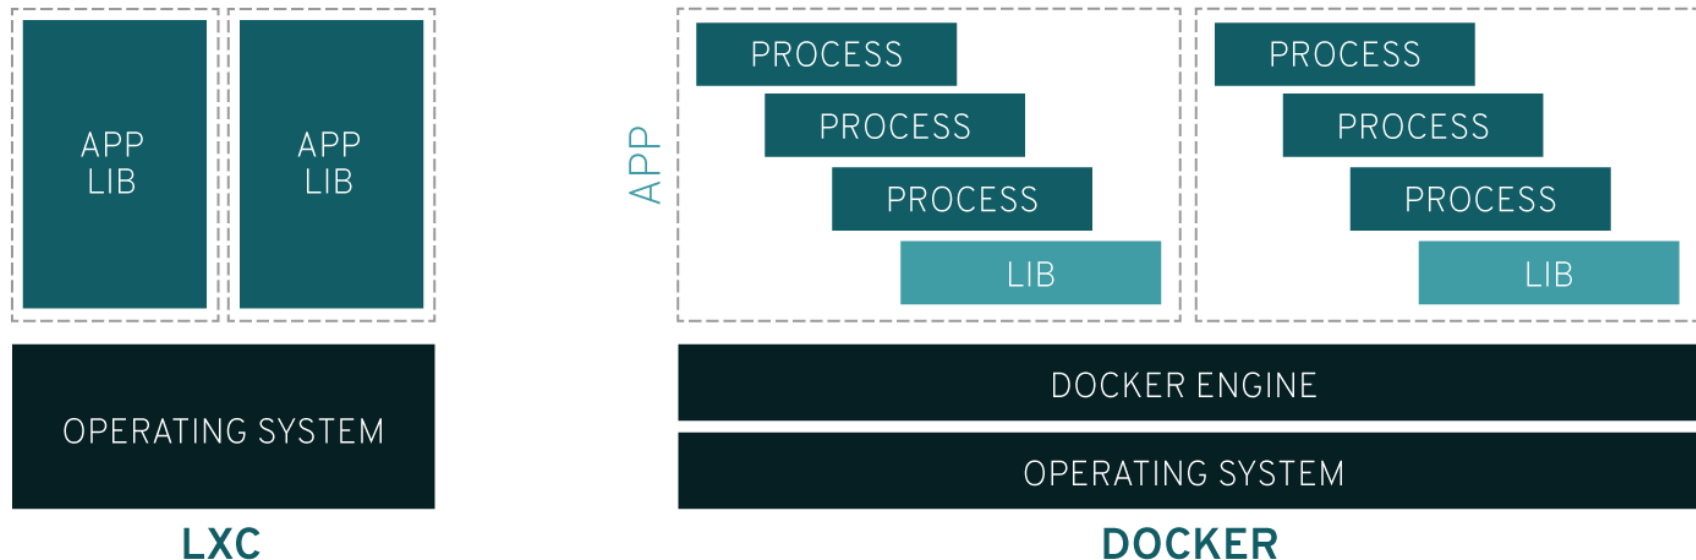 APP
LIB
APP
LIB
OPERATING SYSTEM
LXC
APP
PROCESS
PROCESS
PROCESS
LIB
PROCESS
PROCESS
PROCESS
LIB
DOCKER ENGINE
OPERATING SYSTEM
DOCKER